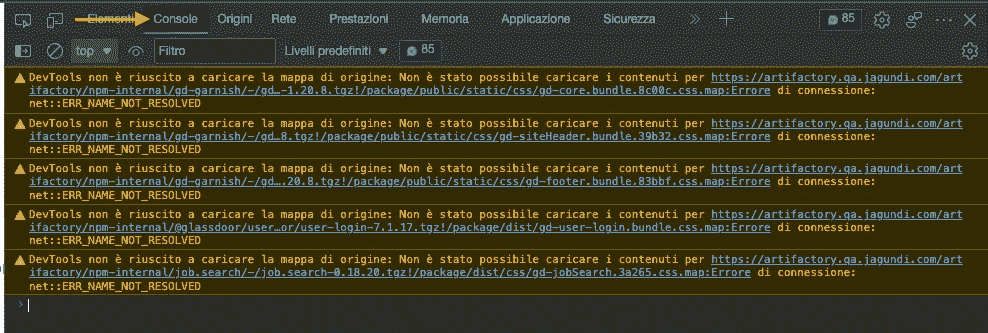 Elementi Console Origini Rete Prestazioni Memoria Applicazione Sicurezza 85
top Filtro Livelli predefiniti 85
DevTools non è riuscito a caricare la mappa di origine: Non è stato possibile caricare i contenuti per https://artifactory.qa.jagundi.com/art
ifactory/npm-internal/gd-garnish/-/gd…-1.20.8.tgz!/package/public/static/css/gd-core.bundle.8c00c.css.map:Errore di connessione:
net::ERR_NAME_NOT_RESOLVED
DevTools non è riuscito a caricare la mappa di origine: Non è stato possibile caricare i contenuti per https://artifactory.qa.jagundi.com/art
ifactory/npm-internal/gd-garnish/-/gd…8.tgz!/package/public/static/css/gd-siteHeader.bundle.39b32.css.map:Errore di connessione:
net::ERR_NAME_NOT_RESOLVED
DevTools non è riuscito a caricare la mappa di origine: Non è stato possibile caricare i contenuti per https://artifactory.qa.jagundi.com/art
ifactory/npm-internal/gd-garnish/-/gd….20.8.tgz!/package/public/static/css/gd-footer.bundle.83bbf.css.map:Errore di connessione:
net::ERR_NAME_NOT_RESOLVED
DevTools non è riuscito a caricare la mappa di origine: Non è stato possibile caricare i contenuti per https://artifactory.qa.jagundi.com/art
ifactory/npm-internal/@glassdoor/user…or/user-login-7.1.17.tgz!/package/dist/gd-user-login.bundle.css.map:Errore di connessione:
net::ERR_NAME_NOT_RESOLVED
DevTools non è riuscito a caricare la mappa di origine: Non è stato possibile caricare i contenuti per https://artifactory.qa.jagundi.com/art
ifactory/npm-internal/job.search/-/job.search-0.18.20.tgz!/package/dist/css/gd-jobSearch.3a265.css.map:Errore di connessione:
net::ERR_NAME_NOT_RESOLVED